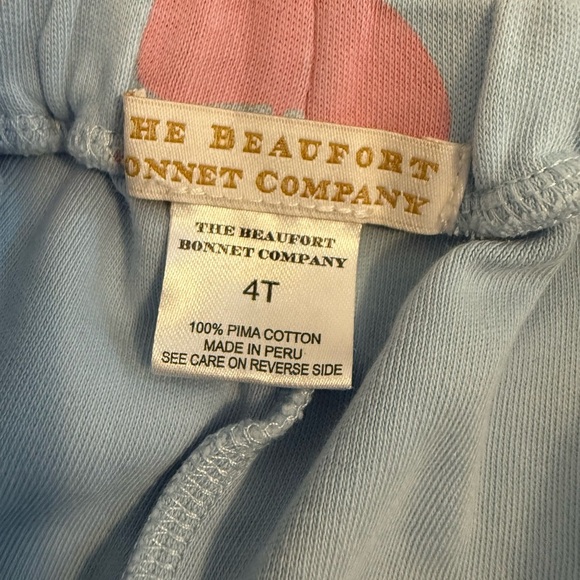 HE BEAUFORT
ONNET COMPANY
THE BEAUFORT
BONNET COMPANY
4T
100% PIMA COTTON
MADE IN PERU
SEE CARE ON REVERSE SIDE